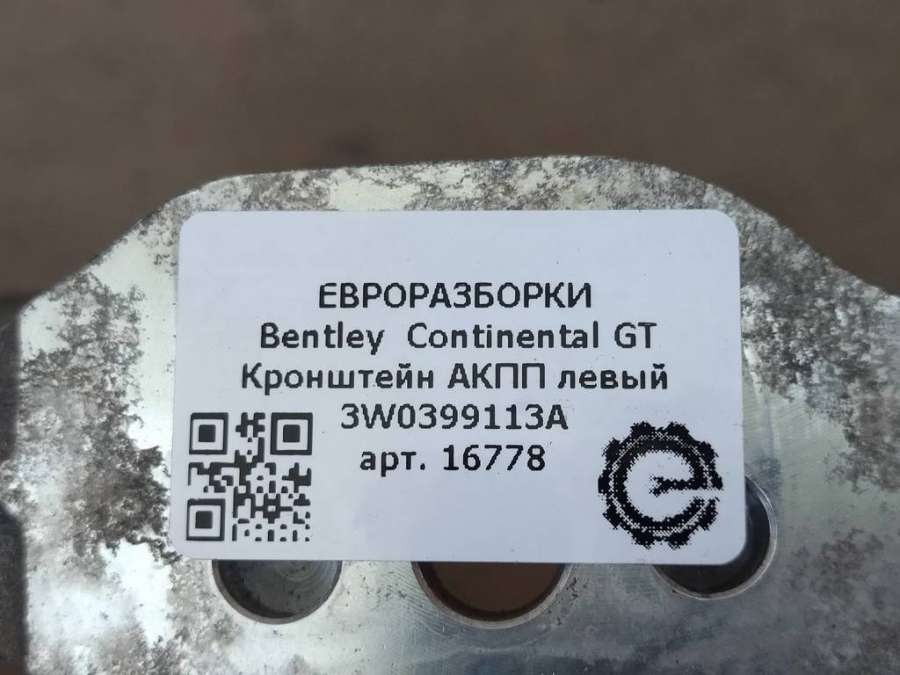 ЕВРОРАЗБОРКИ
Bentley Continental GT
Кронштейн АКПП левый
3W0399113A
арт. 16778